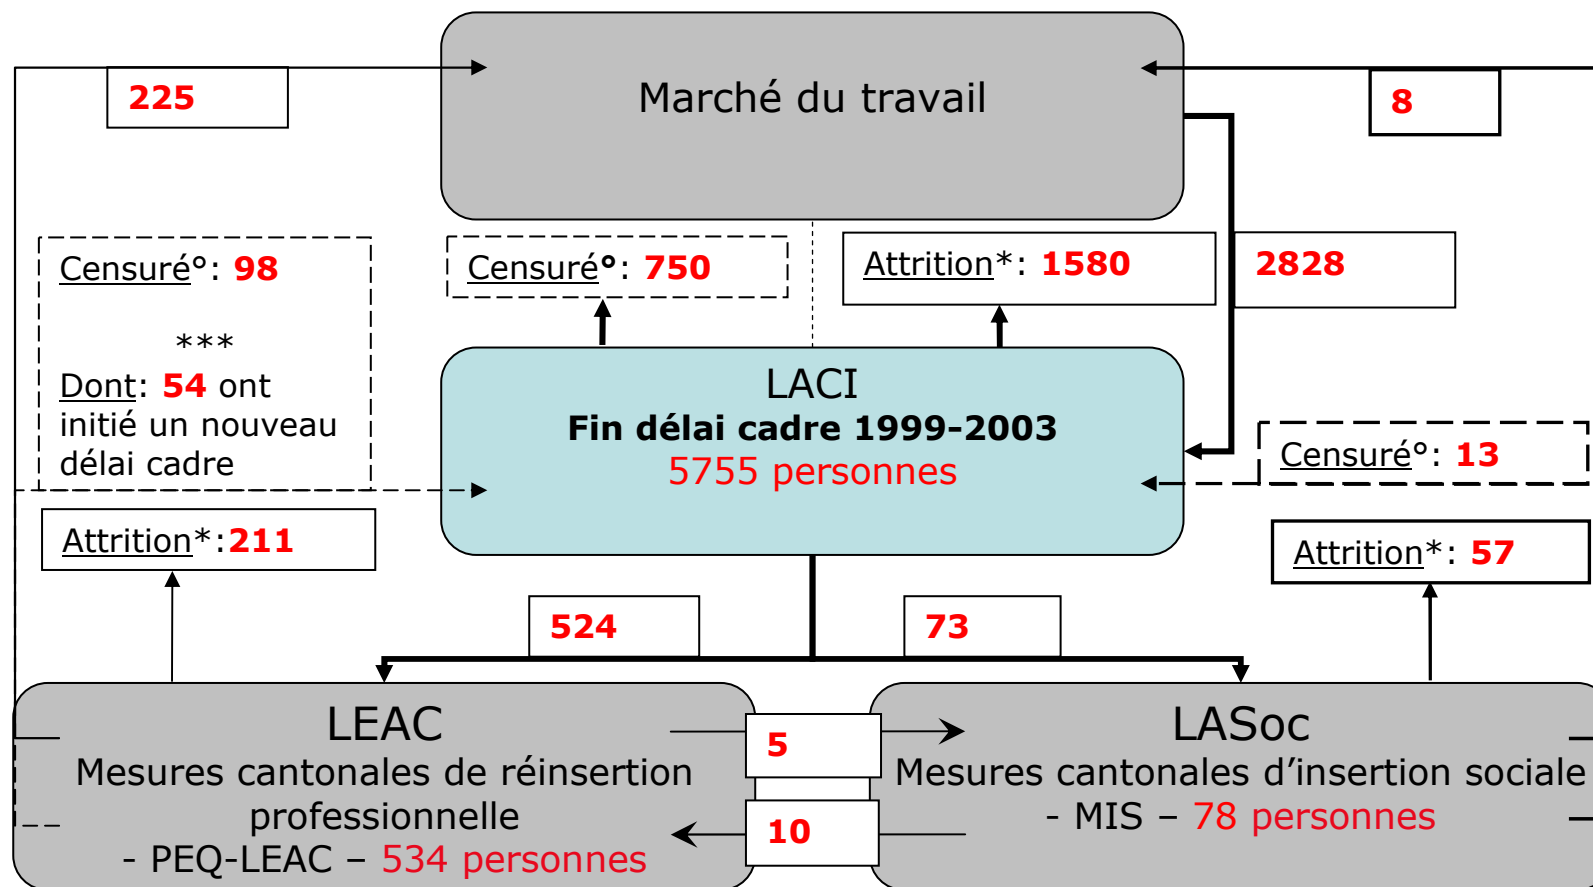 Marché du travail
225
8
Censuré°: 98
***
Dont: 54 ont
initié un nouveau
délai cadre
Censuré°: 750
Attrition*: 1580
2828
LACI
Fin délai cadre 1999-2003
5755 personnes
Censuré°: 13
Attrition*:211
Attrition*: 57
524
73
LEAC
Mesures cantonales de réinsertion
professionnelle
- PEQ-LEAC – 534 personnes
5
10
LASoc
Mesures cantonales d’insertion sociale
- MIS – 78 personnes